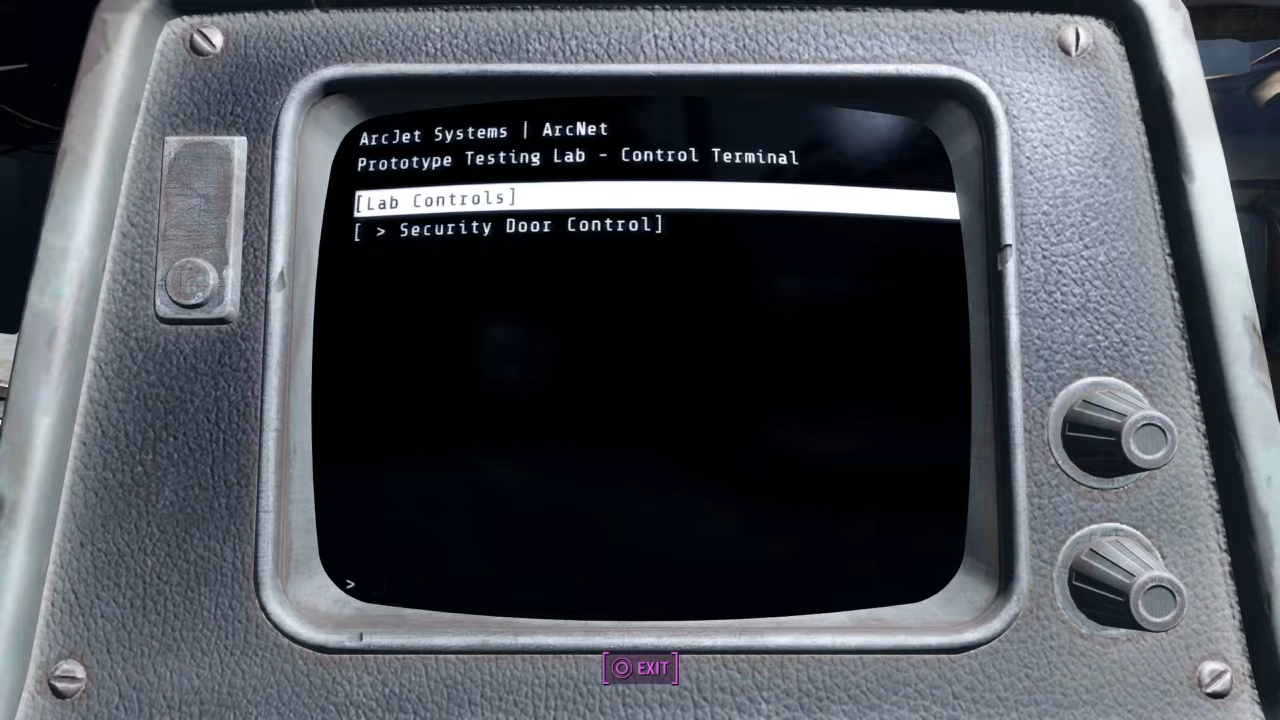 ArcJet Systems | ArcNet
Prototype Testing Lab - Control Terminal
[Lab Controls]
[ > Security Door Control]
>
[ EXIT]